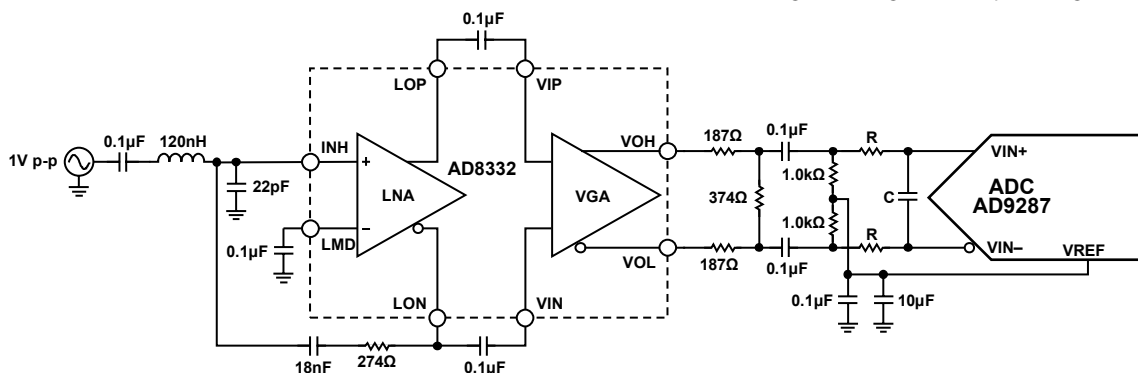 0.1μF
LOP
VIP
0.1μF
120nH
1V p-p
INH
22pF
+
LNA
–
AD8332
LMD
0.1μF
VGA
VOH
VOL
187Ω
0.1μF
R
374Ω
1.0kΩ
1.0kΩ
C
187Ω
0.1μF
R
VIN+
ADC
AD9287
VIN–
VREF
0.1μF
10μF
LON
VIN
18nF
274Ω
0.1μF